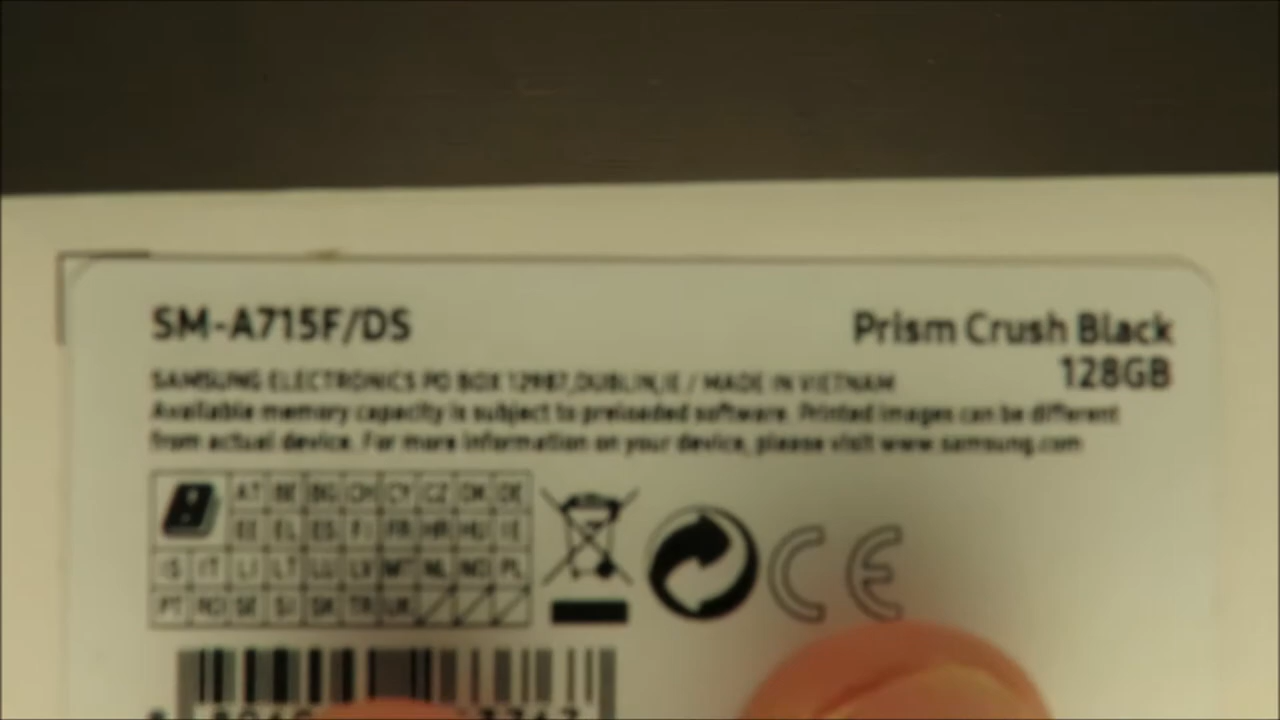 SM-A715F/DS
Prism Crush Black
128GB
SAMSUNG ELECTRONICS PO BOX 12987,DUBLIN,IE / MADE IN VIETNAM
Available memory capacity is subject to preloaded software. Printed images can be different
from actual device. For more information on your device, please visit www.samsung.com
AT BE BG CH CY CZ DK DE
EE EL ES FI FR HR HU IE
IS IT LI LT LU LV MT NL NO PL
PT RO SE SI SK TR UK
CE